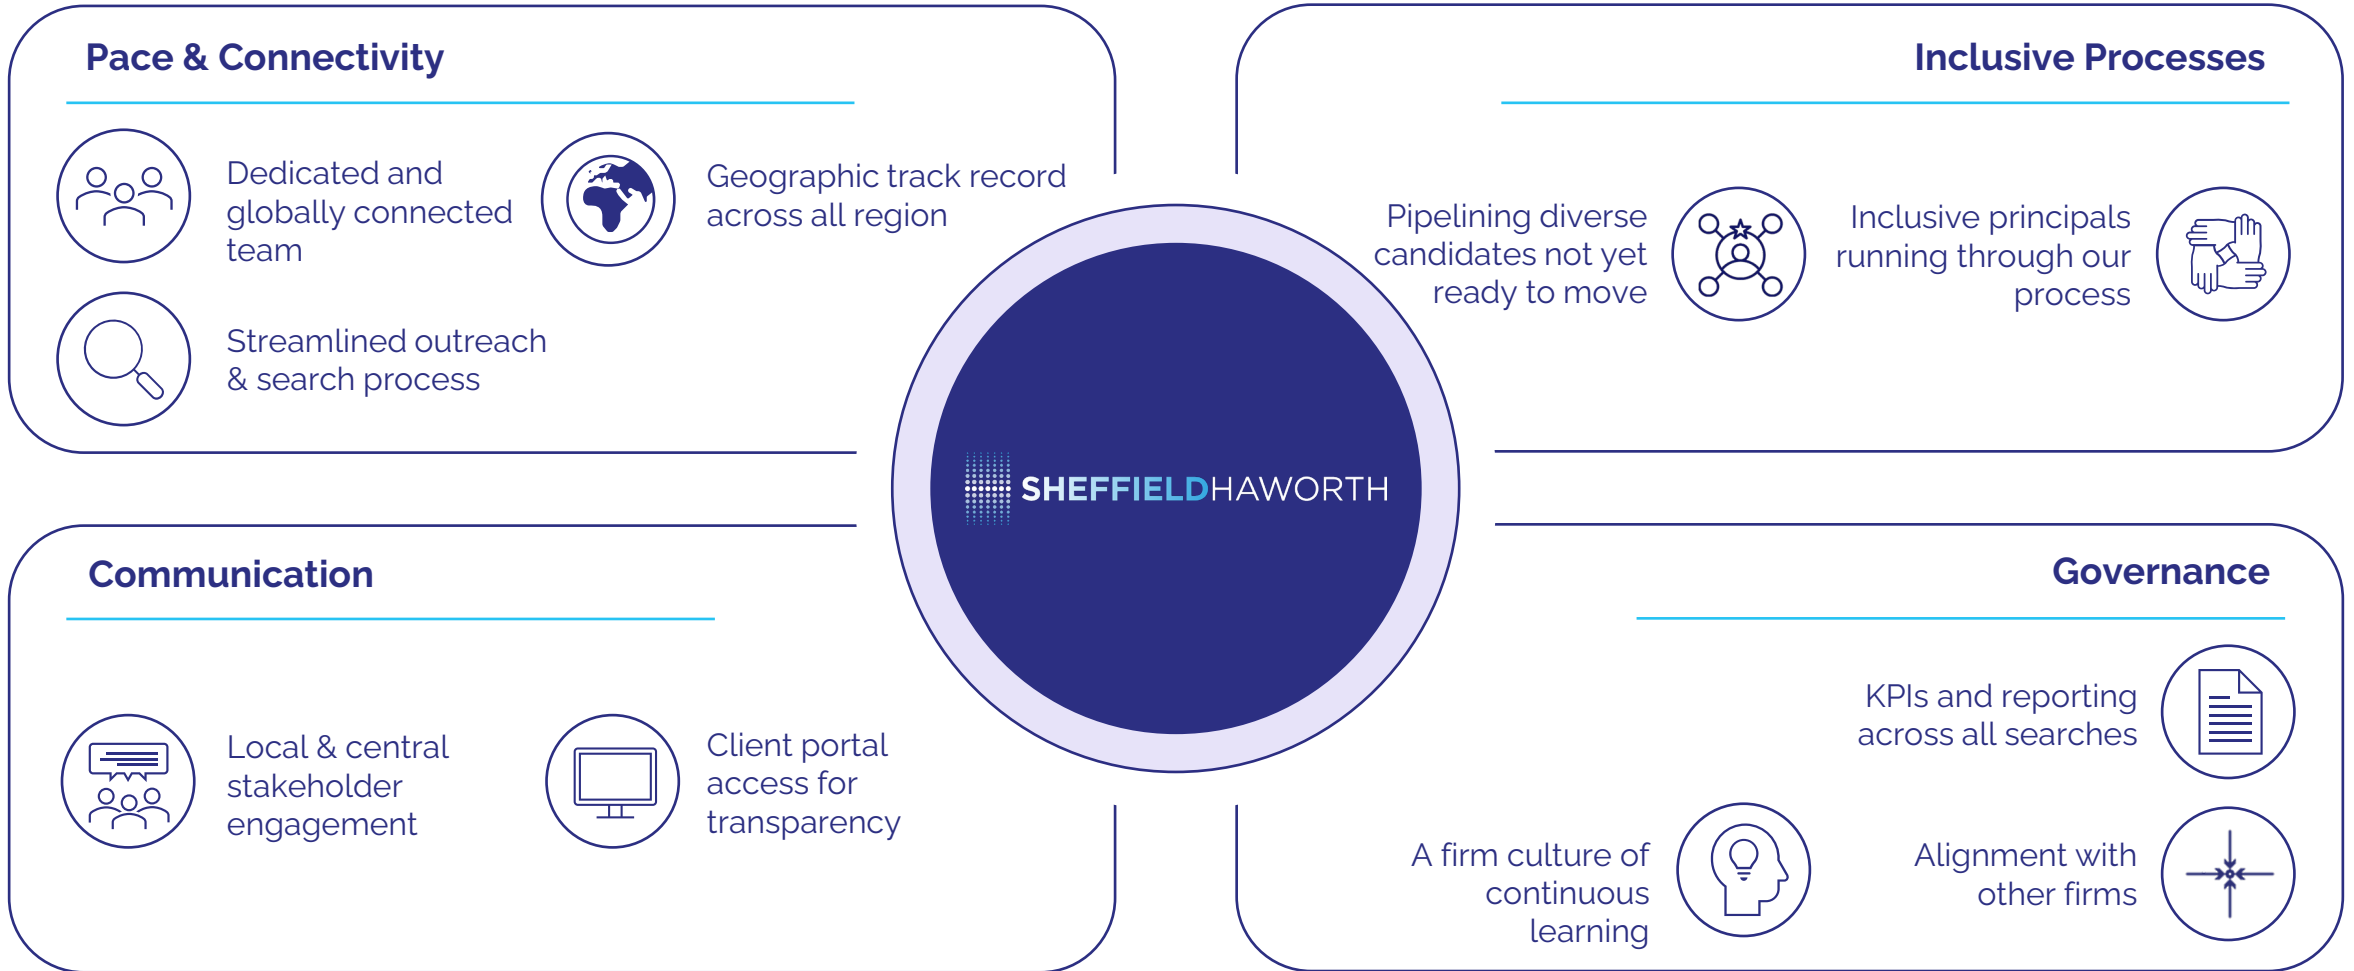 Pace & Connectivity
Dedicated and
globally connected
team
Geographic track record
across all region
Streamlined outreach
& search process
Inclusive Processes
Pipelining diverse
candidates not yet
ready to move
Inclusive principals
running through our
process
SHEFFIELDHAWORTH
Communication
Local & central
stakeholder
engagement
Client portal
access for
transparency
Governance
KPIs and reporting
across all searches
A firm culture of
continuous
learning
Alignment with
other firms